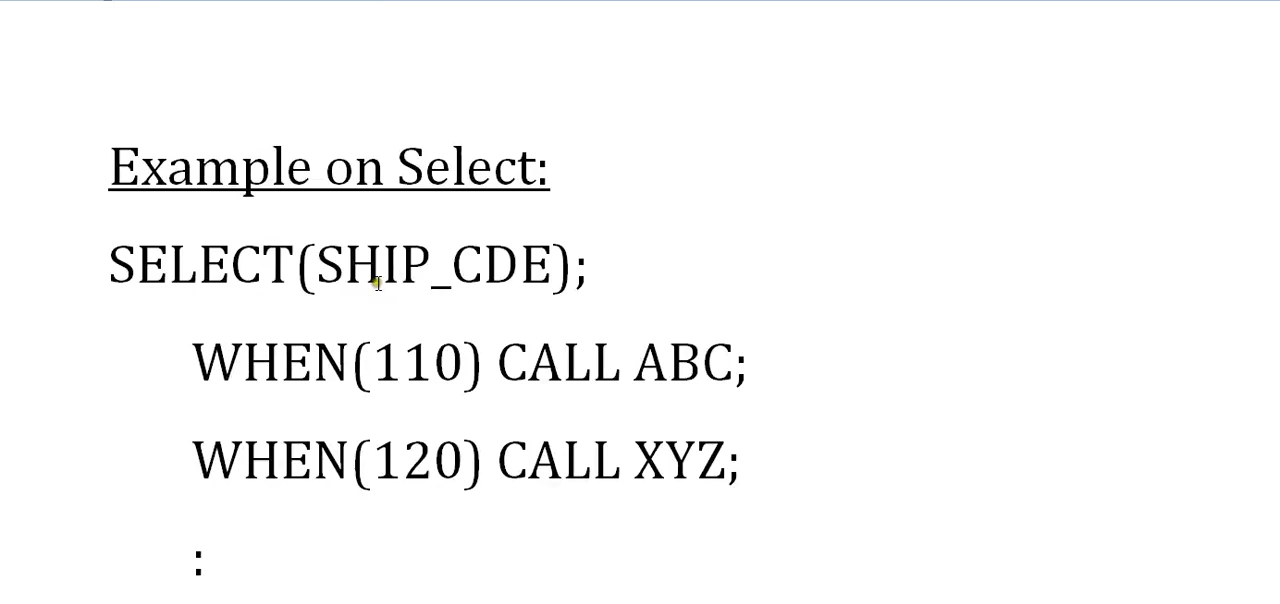 Example on Select:
SELECT(SHIP_CDE);
WHEN(110) CALL ABC;
WHEN(120) CALL XYZ;
: